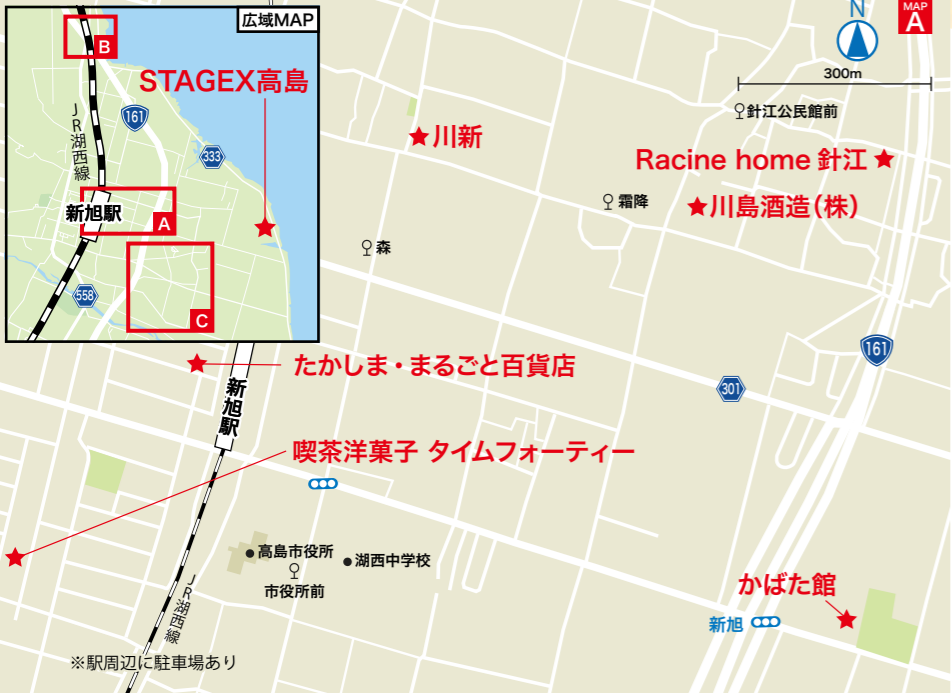 広域MAP
B
STAGEX高島
161
JR湖西線
333
新旭駅
A
558
C
N
MAP
A
300m
針江公民館前
川新
Racine home 針江
霜降
川島酒造(株)
森
161
たかしま・まるごと百貨店
301
新旭駅
喫茶洋菓子 タイムフォーティー
高島市役所
湖西中学校
市役所前
かばた館
新旭
JR湖西線
※駅周辺に駐車場あり